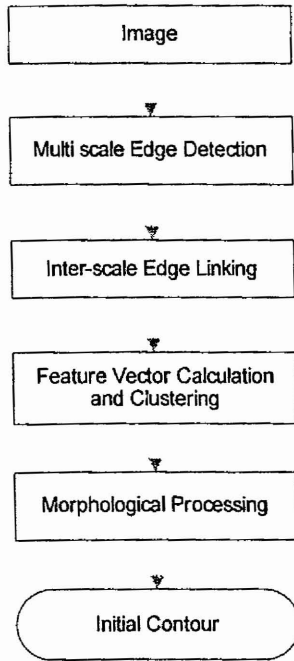 Image
Multi scale Edge Detection
Inter-scale Edge Linking
Feature Vector Calculation
and Clustering
Morphological Processing
Initial Contour